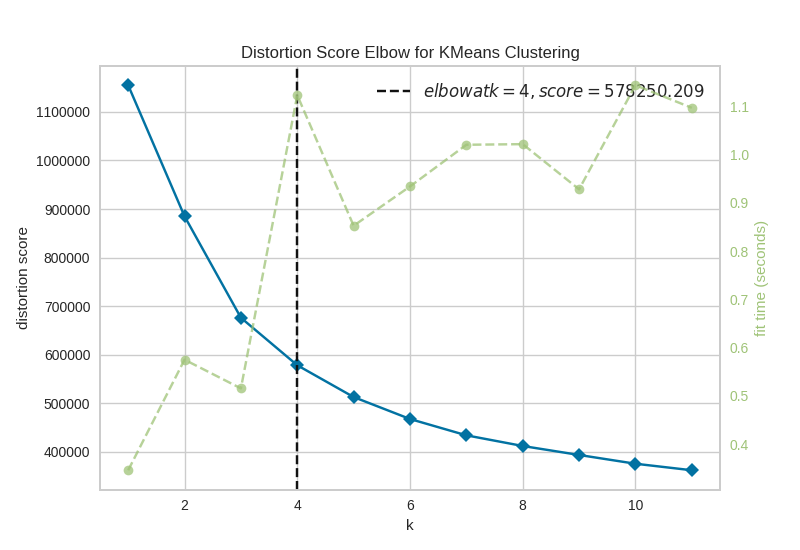 Distortion Score Elbow for KMeans Clustering
elbowatk = 4, score = 578250.209
distortion score
1100000
1000000
900000
800000
700000
600000
500000
400000
fit time (seconds)
1.1
1.0
0.9
0.8
0.7
0.6
0.5
0.4
2 4 6 8 10
k